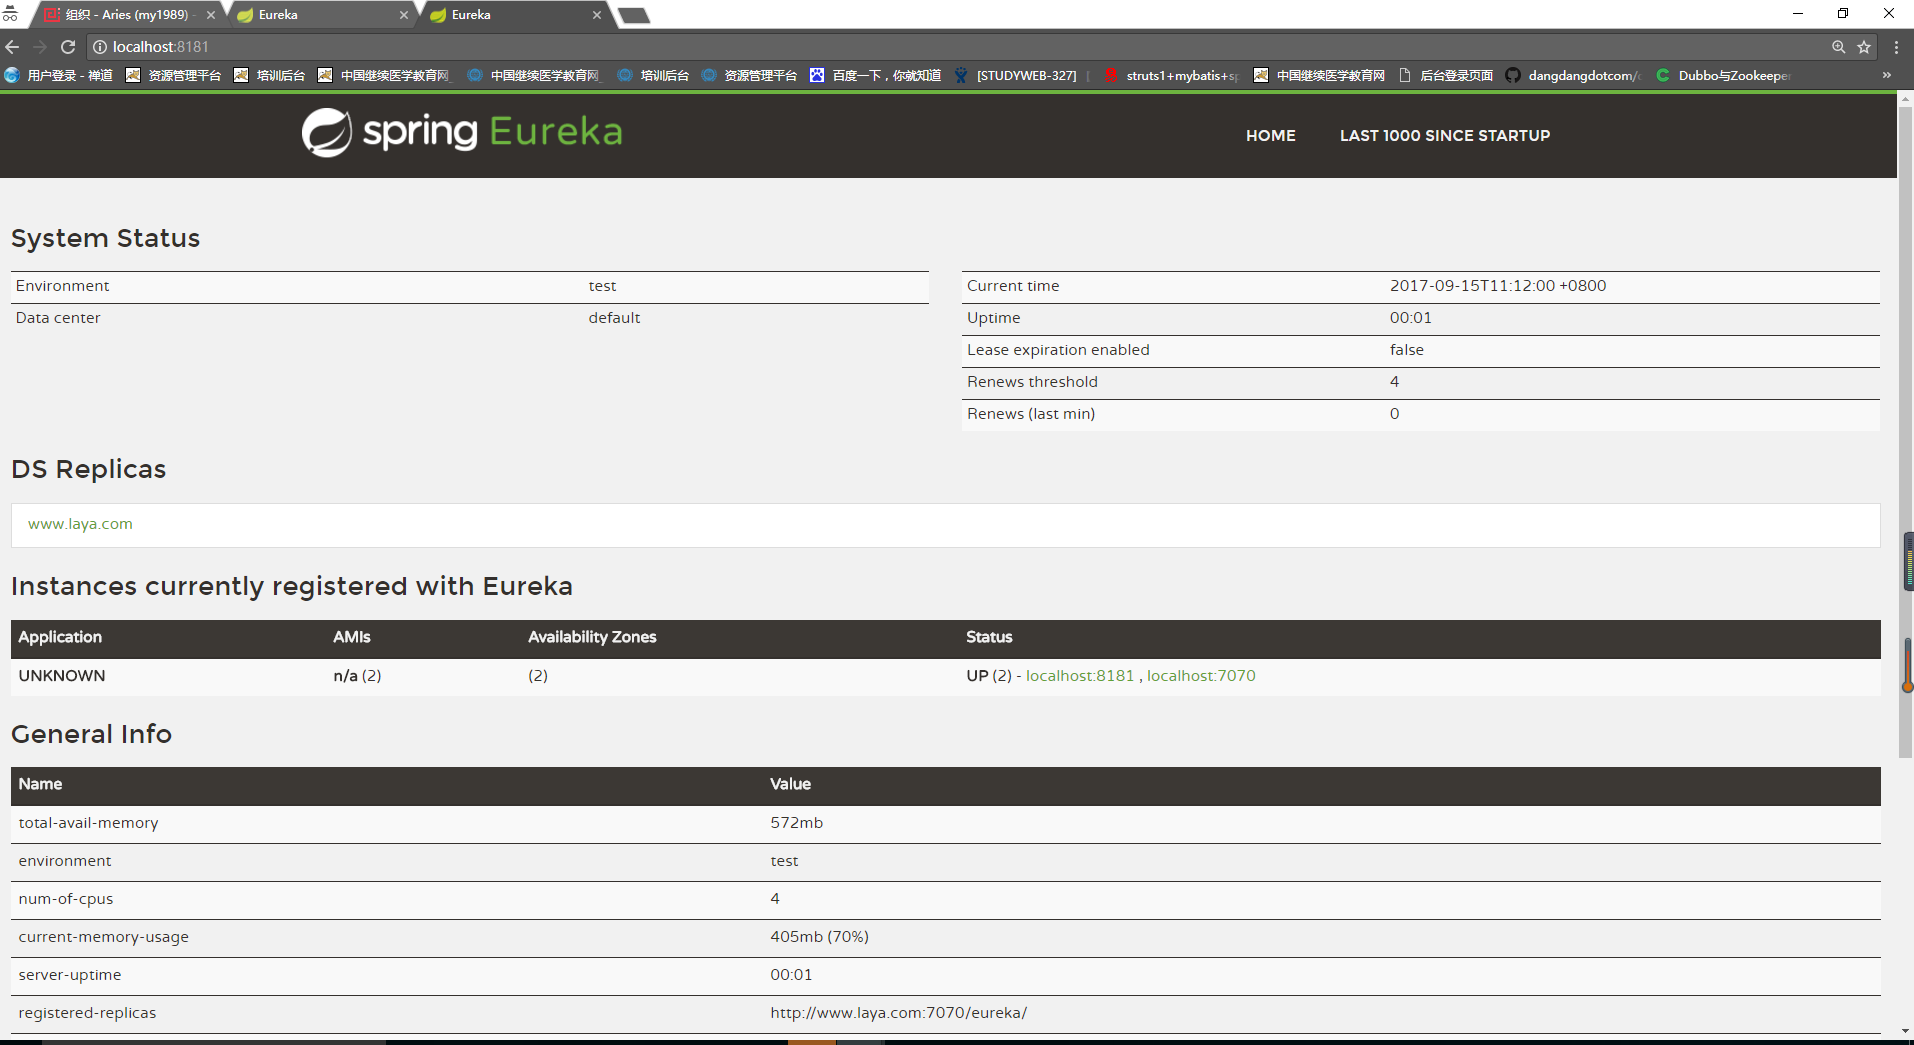 组织 - Aries (my1989) -
Eureka
Eureka
localhost:8181
用户登录 - 禅道 资源管理平台 培训后台 中国继续医学教育网_ 中国继续医学教育网_ 培训后台 资源管理平台 百度一下，你就知道 [STUDYWEB-327] [ struts1+mybatis+sp 中国继续医学教育网 后台登录页面 dangdangdotcom/ Dubbo与Zookeeper »
spring Eureka
HOME LAST 1000 SINCE STARTUP
System Status
Environment test
Data center default
Current time 2017-09-15T11:12:00 +0800
Uptime 00:01
Lease expiration enabled false
Renews threshold 4
Renews (last min) 0
DS Replicas
www.laya.com
Instances currently registered with Eureka
Application AMIs Availability Zones Status
UNKNOWN n/a (2) (2) UP (2) - localhost:8181 , localhost:7070
General Info
Name Value
total-avail-memory 572mb
environment test
num-of-cpus 4
current-memory-usage 405mb (70%)
server-uptime 00:01
registered-replicas http://www.laya.com:7070/eureka/